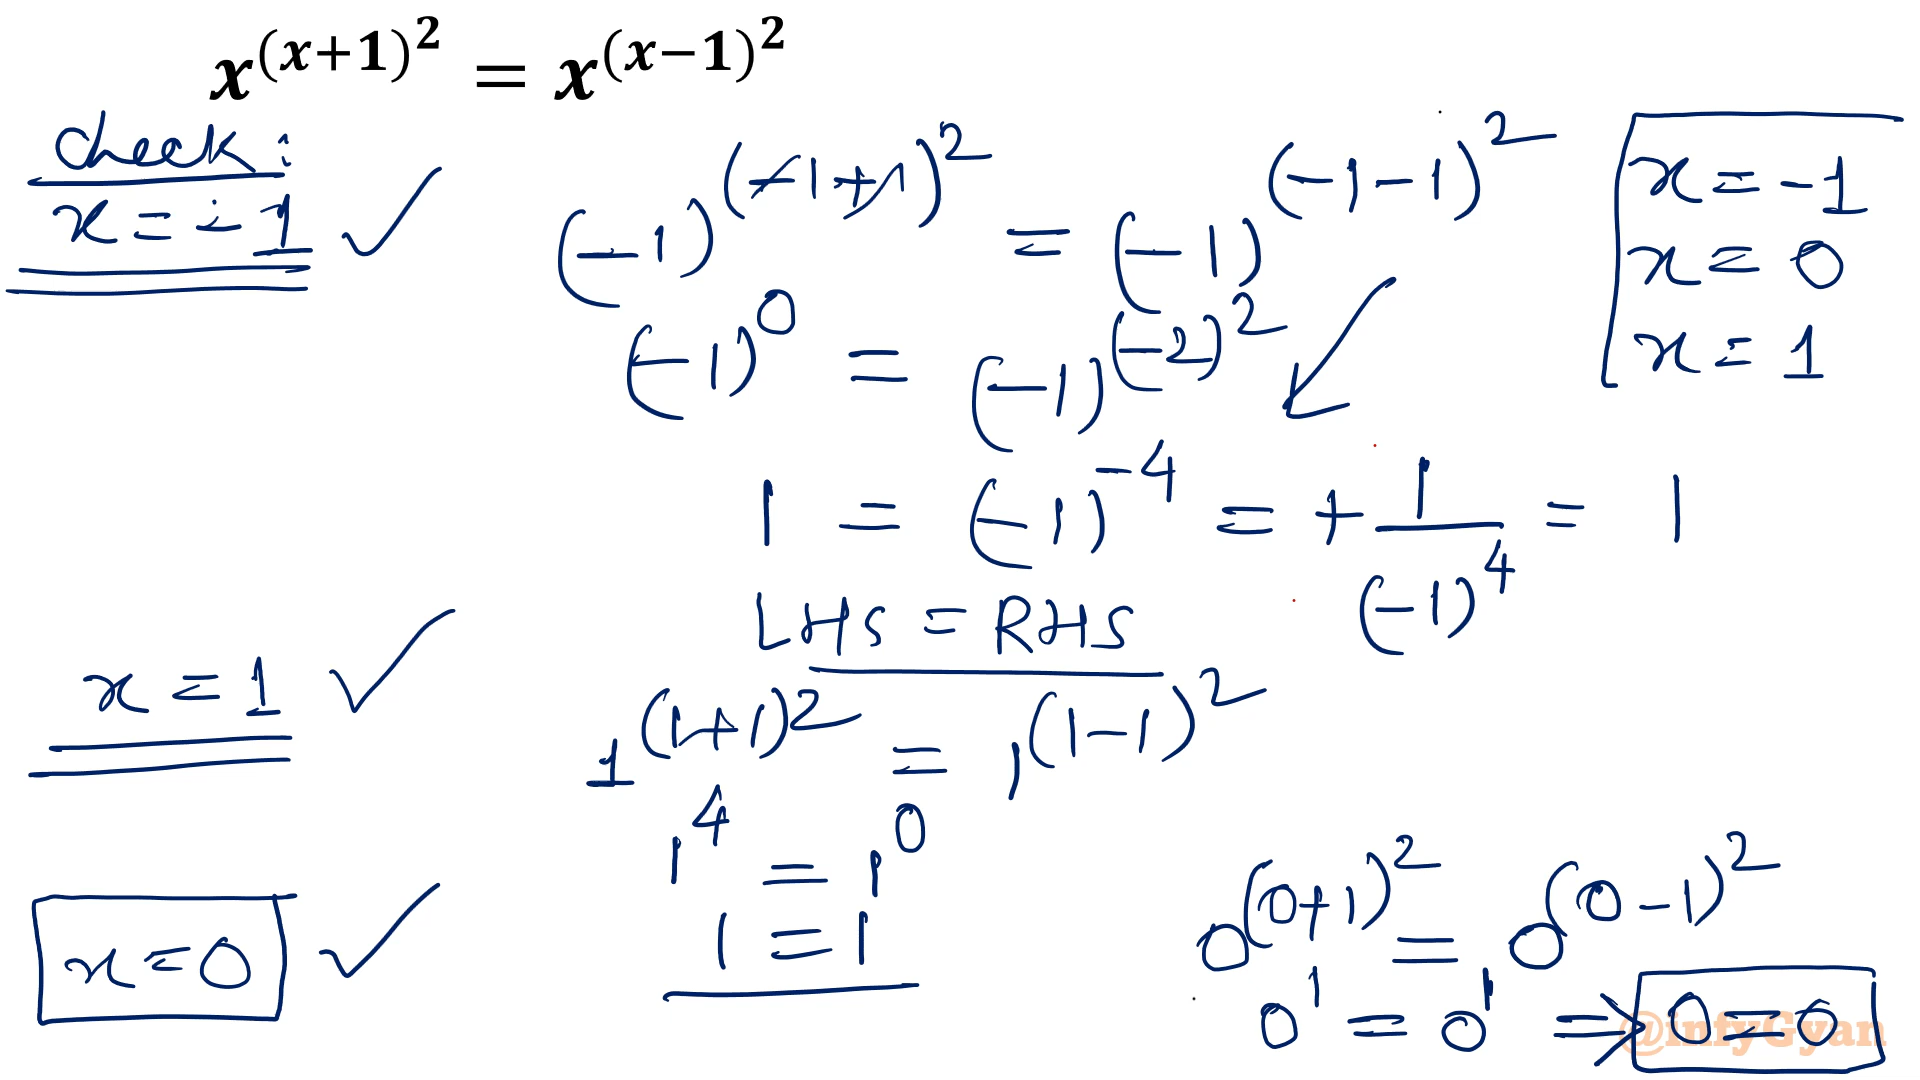 x^(x+1)^2 = x^(x-1)^2
check:
x = -1 ✓
(-1)^(-1+1)^2 = (-1)^(-1-1)^2
(-1)^0 = (-1)^(-2)^2
1 = (-1)^-4 = + 1/(-1)^4 = 1
LHS = RHS
x = -1
x = 0
x = 1
x = 1 ✓
1^(1+1)^2 = 1^(1-1)^2
1^4 = 1^0
1 = 1
x = 0 ✓
0^(0+1)^2 = 0^(0-1)^2
0^1 = 0^1 ⇒ 0 = 0
@infyGyan